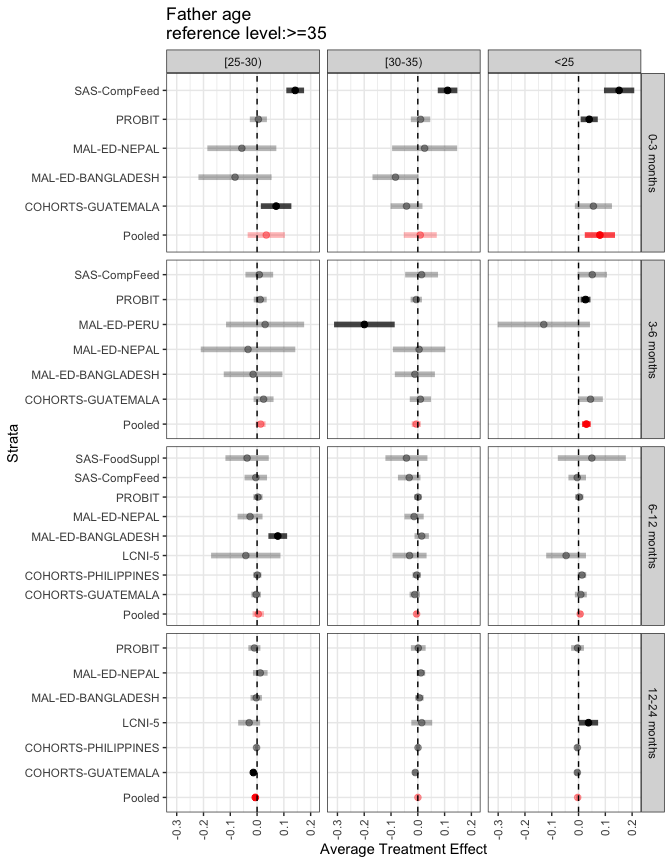 Father age
reference level:>=35
[25-30)
[30-35)
<25
SAS-CompFeed
PROBIT
MAL-ED-NEPAL
MAL-ED-BANGLADESH
COHORTS-GUATEMALA
Pooled
0-3 months
SAS-CompFeed
PROBIT
MAL-ED-PERU
MAL-ED-NEPAL
MAL-ED-BANGLADESH
COHORTS-GUATEMALA
Pooled
3-6 months
Strata
SAS-FoodSuppl
SAS-CompFeed
PROBIT
MAL-ED-NEPAL
MAL-ED-BANGLADESH
LCNI-5
COHORTS-PHILIPPINES
COHORTS-GUATEMALA
Pooled
6-12 months
PROBIT
MAL-ED-NEPAL
MAL-ED-BANGLADESH
LCNI-5
COHORTS-PHILIPPINES
COHORTS-GUATEMALA
Pooled
12-24 months
-0.3 -0.2 -0.1 0.0 0.1 0.2
-0.3 -0.2 -0.1 0.0 0.1 0.2
-0.3 -0.2 -0.1 0.0 0.1 0.2
Average Treatment Effect